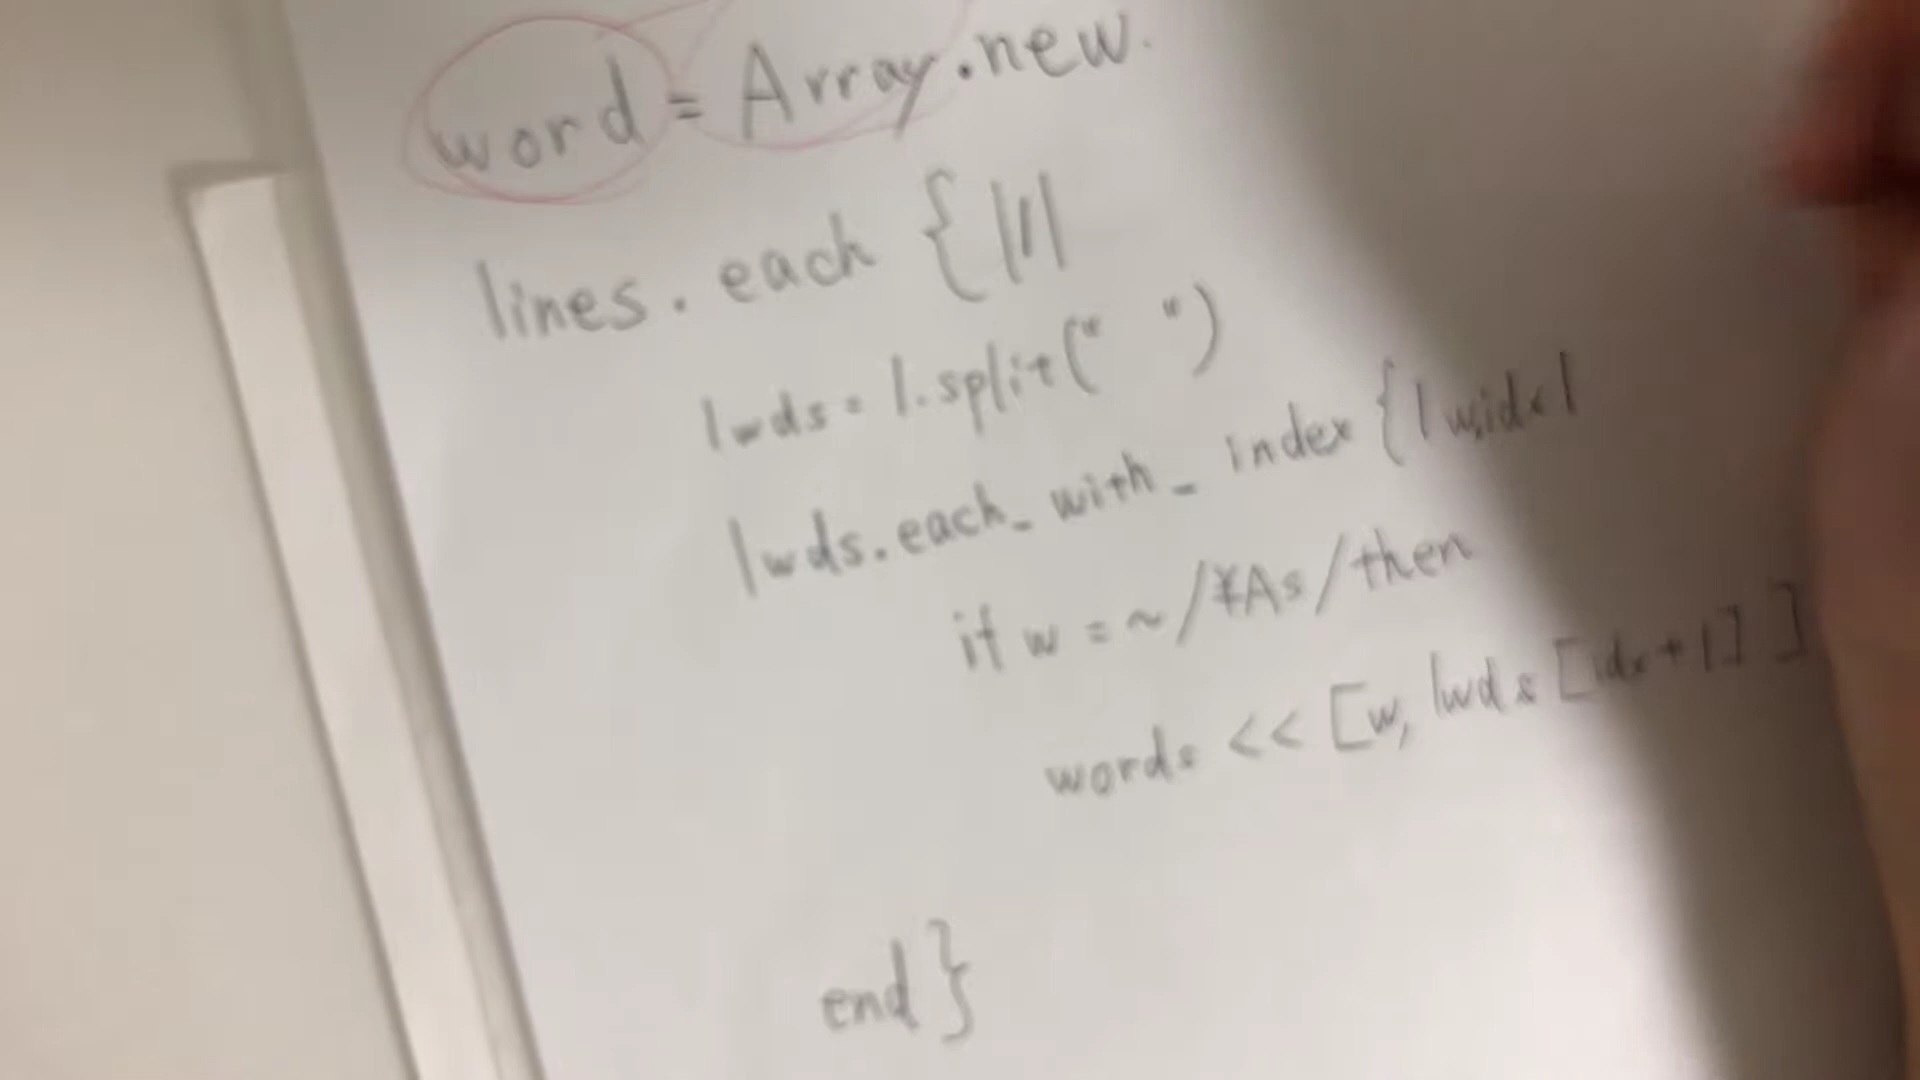 word = Array.new
lines.each { |l|
lwds = l.split(" ")
lwds.each_with_index { |w,idx|
if w =~ /¥As/ then
words << [w, lwds[idx+1]]
end }